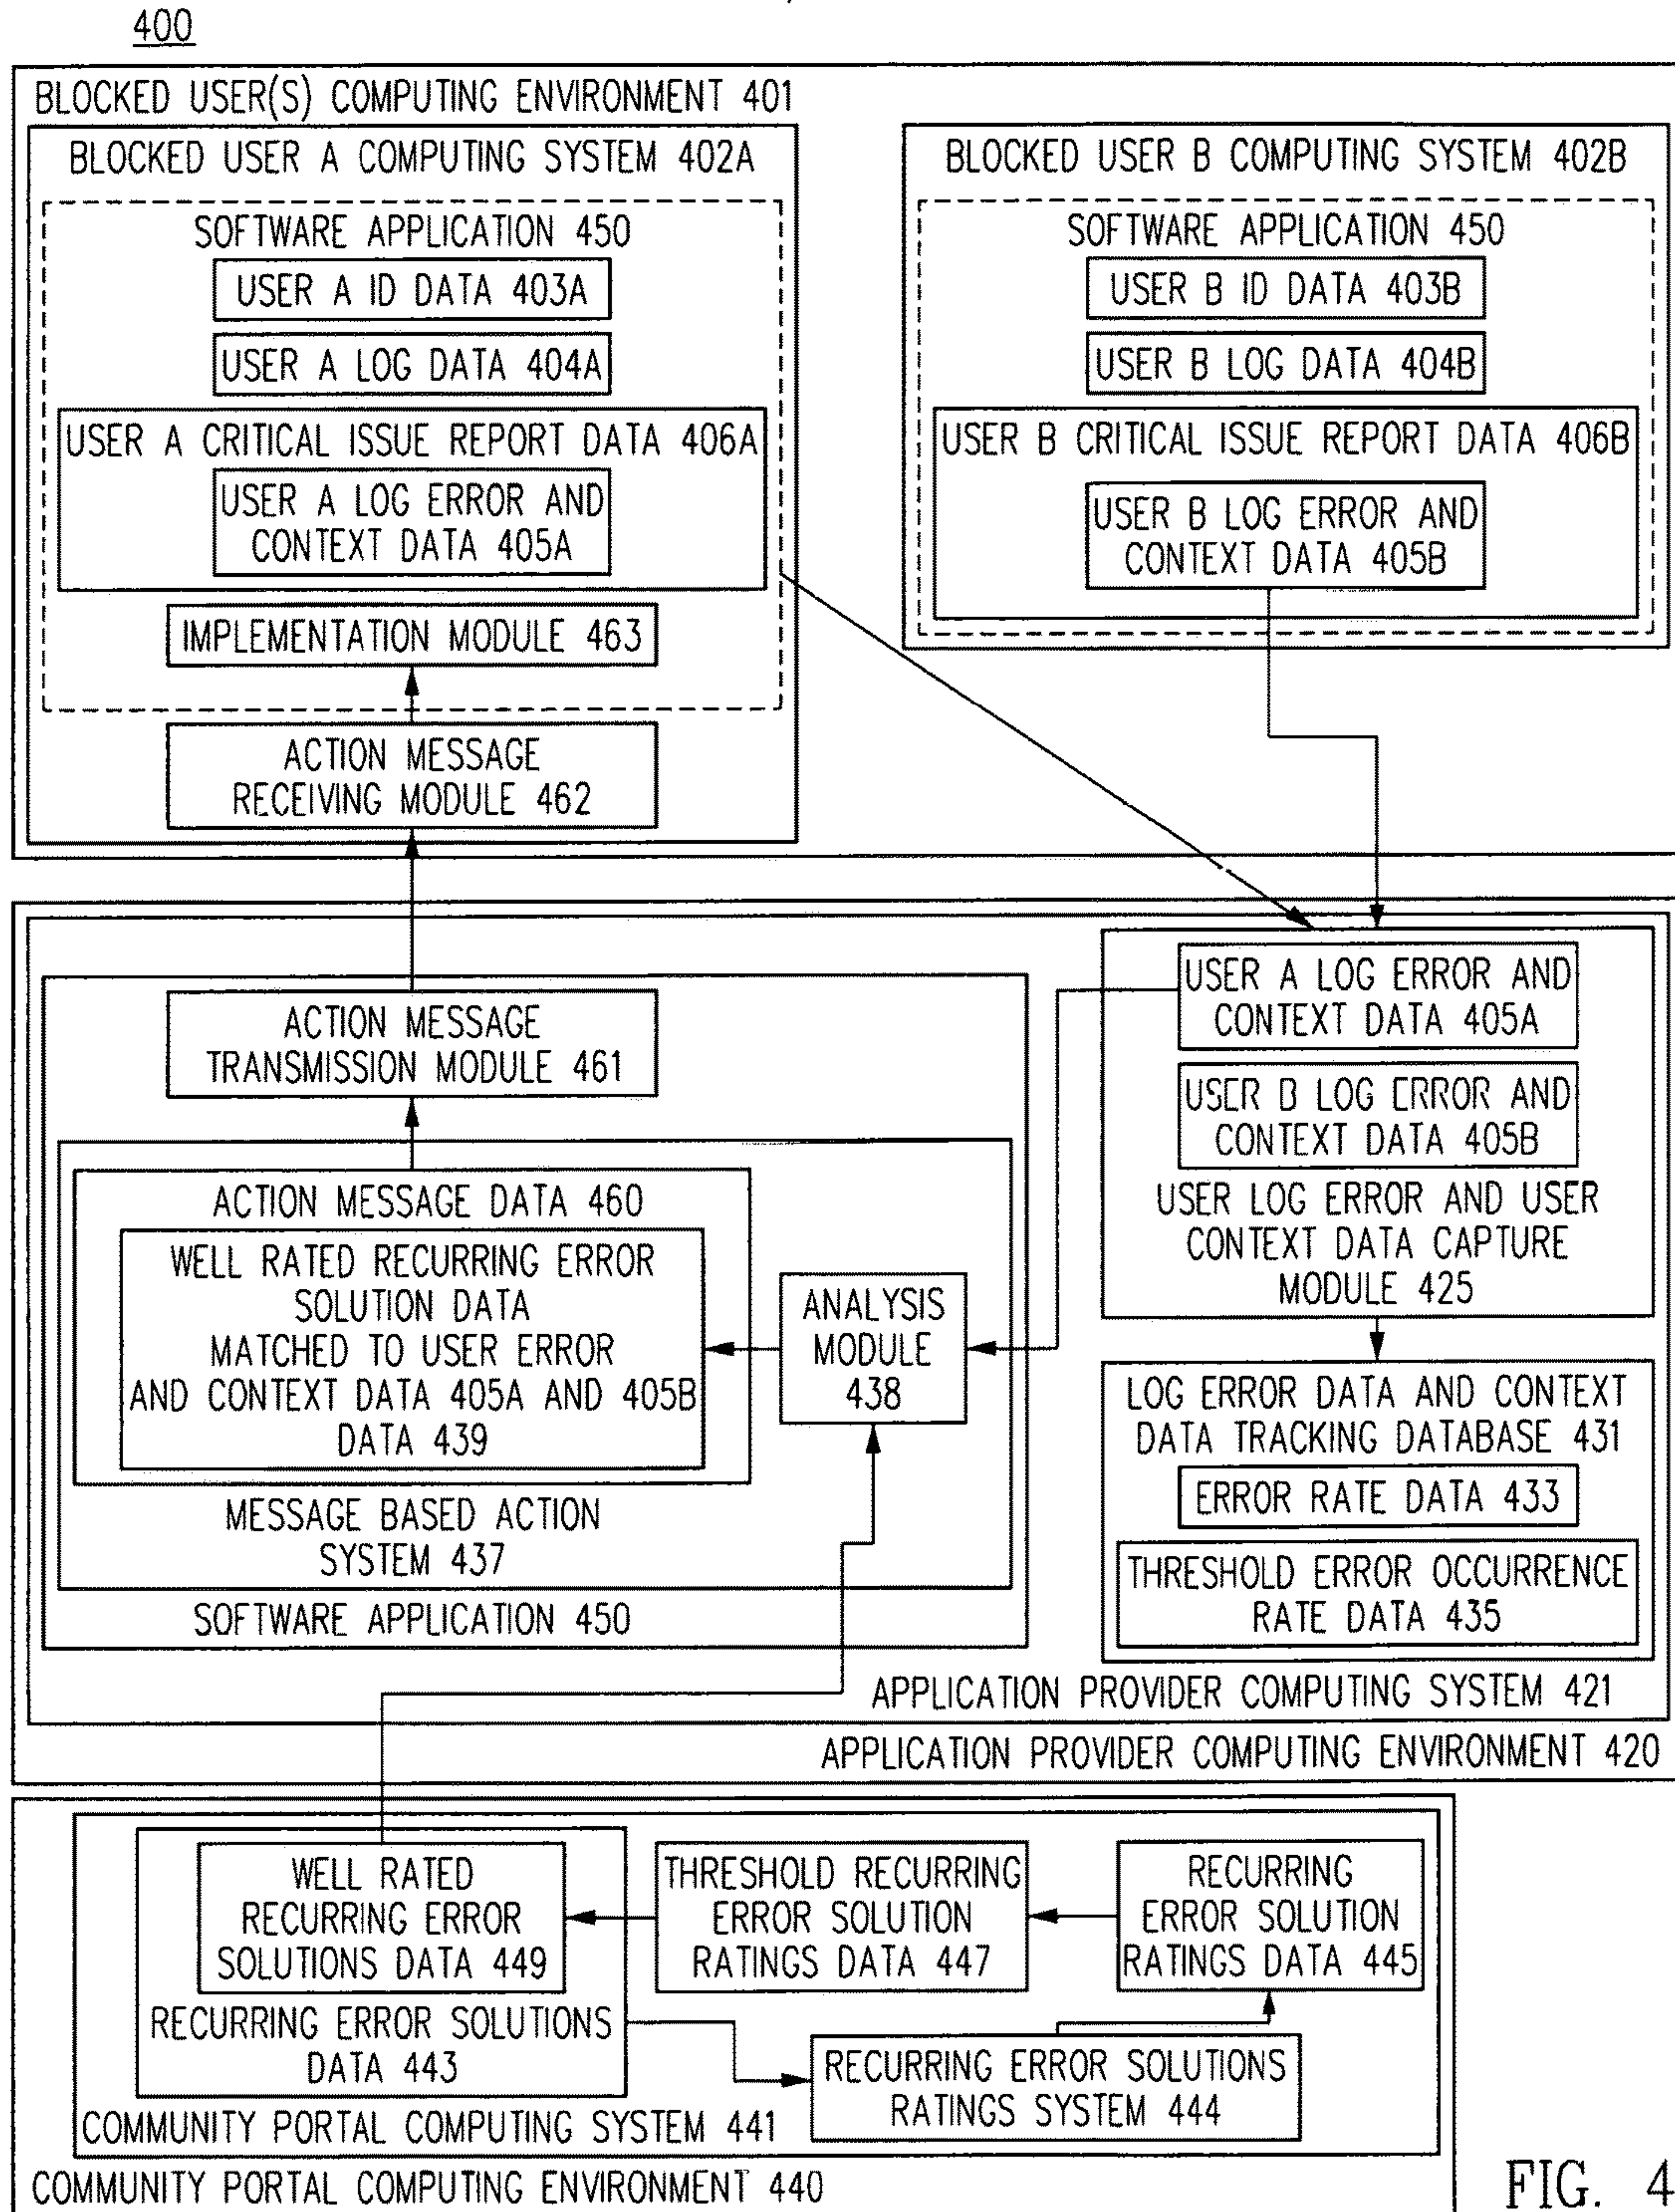 400
BLOCKED USER(S) COMPUTING ENVIRONMENT 401
BLOCKED USER A COMPUTING SYSTEM 402A
SOFTWARE APPLICATION 450
USER A ID DATA 403A
USER A LOG DATA 404A
USER A CRITICAL ISSUE REPORT DATA 406A
USER A LOG ERROR AND
CONTEXT DATA 405A
IMPLEMENTATION MODULE 463
ACTION MESSAGE
RECEIVING MODULE 462
BLOCKED USER B COMPUTING SYSTEM 402B
SOFTWARE APPLICATION 450
USER B ID DATA 403B
USER B LOG DATA 404B
USER B CRITICAL ISSUE REPORT DATA 406B
USER B LOG ERROR AND
CONTEXT DATA 405B
ACTION MESSAGE
TRANSMISSION MODULE 461
ACTION MESSAGE DATA 460
WELL RATED RECURRING ERROR
SOLUTION DATA
MATCHED TO USER ERROR
AND CONTEXT DATA 405A AND 405B
DATA 439
ANALYSIS
MODULE
438
MESSAGE BASED ACTION
SYSTEM 437
SOFTWARE APPLICATION 450
USER A LOG ERROR AND
CONTEXT DATA 405A
USER B LOG ERROR AND
CONTEXT DATA 405B
USER LOG ERROR AND USER
CONTEXT DATA CAPTURE
MODULE 425
LOG ERROR DATA AND CONTEXT
DATA TRACKING DATABASE 431
ERROR RATE DATA 433
THRESHOLD ERROR OCCURRENCE
RATE DATA 435
APPLICATION PROVIDER COMPUTING SYSTEM 421
APPLICATION PROVIDER COMPUTING ENVIRONMENT 420
WELL RATED
RECURRING ERROR
SOLUTIONS DATA 449
RECURRING ERROR SOLUTIONS
DATA 443
THRESHOLD RECURRING
ERROR SOLUTION
RATINGS DATA 447
RECURRING
ERROR SOLUTION
RATINGS DATA 445
RECURRING ERROR SOLUTIONS
RATINGS SYSTEM 444
COMMUNITY PORTAL COMPUTING SYSTEM 441
COMMUNITY PORTAL COMPUTING ENVIRONMENT 440
FIG. 4